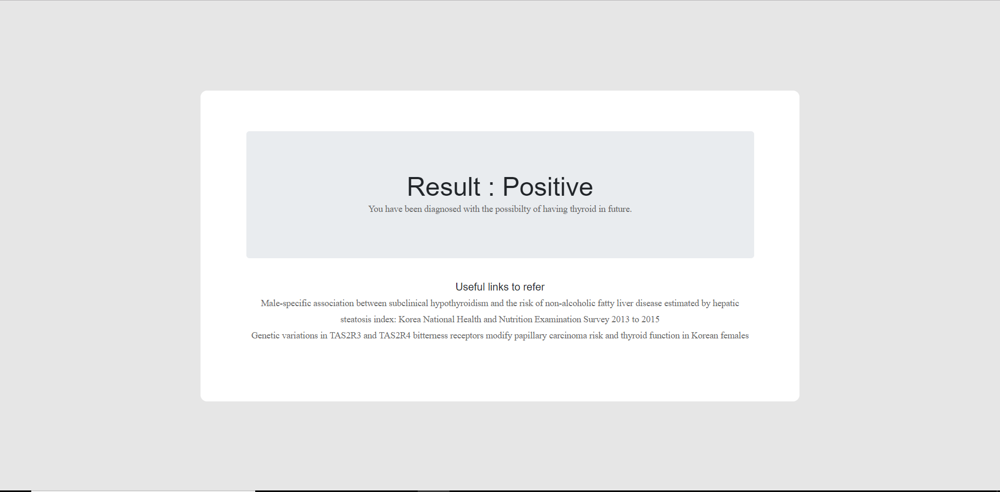 Result : Positive
You have been diagnosed with the possibilty of having thyroid in future.
Useful links to refer
Male-specific association between subclinical hypothyroidism and the risk of non-alcoholic fatty liver disease estimated by hepatic
steatosis index: Korea National Health and Nutrition Examination Survey 2013 to 2015
Genetic variations in TAS2R3 and TAS2R4 bitterness receptors modify papillary carcinoma risk and thyroid function in Korean females